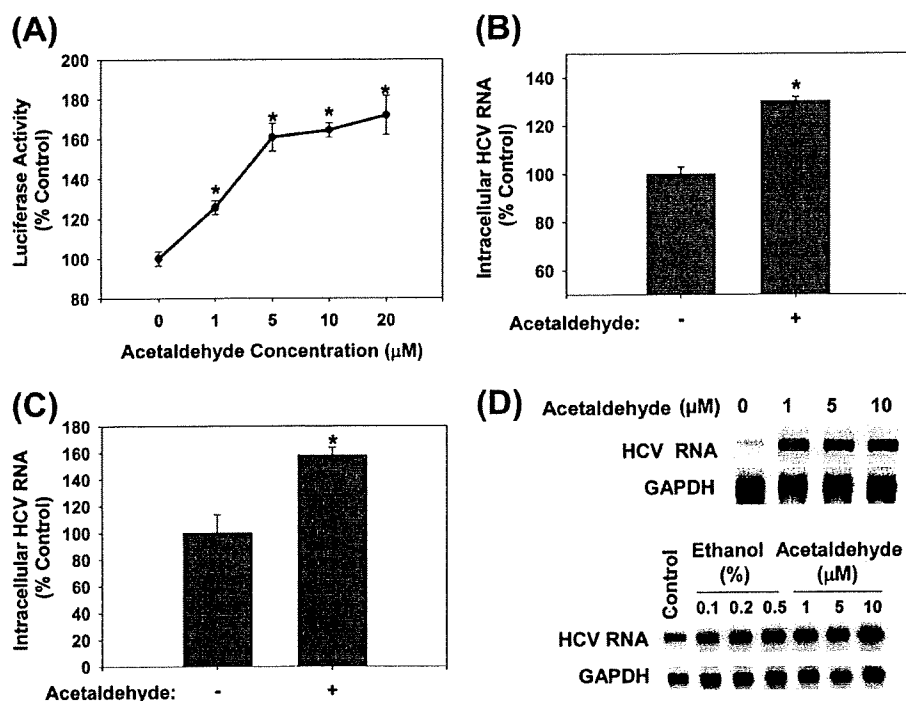 (A)
Luciferase Activity
(% Control)
200
180
160
140
120
100
80
*
*
*
*
0 1 5 10 20
Acetaldehyde Concentration (µM)
(B)
Intracellular HCV RNA
(% Control)
140
120
100
80
60
*
Acetaldehyde: - +
(C)
Intracellular HCV RNA
(% Control)
180
160
140
120
100
80
60
40
20
0
*
Acetaldehyde: - +
(D)
Acetaldehyde (µM) 0 1 5 10
HCV RNA
GAPDH
Control
Ethanol
(%)
Acetaldehyde
(µM)
0.1 0.2 0.5 1 5 10
HCV RNA
GAPDH